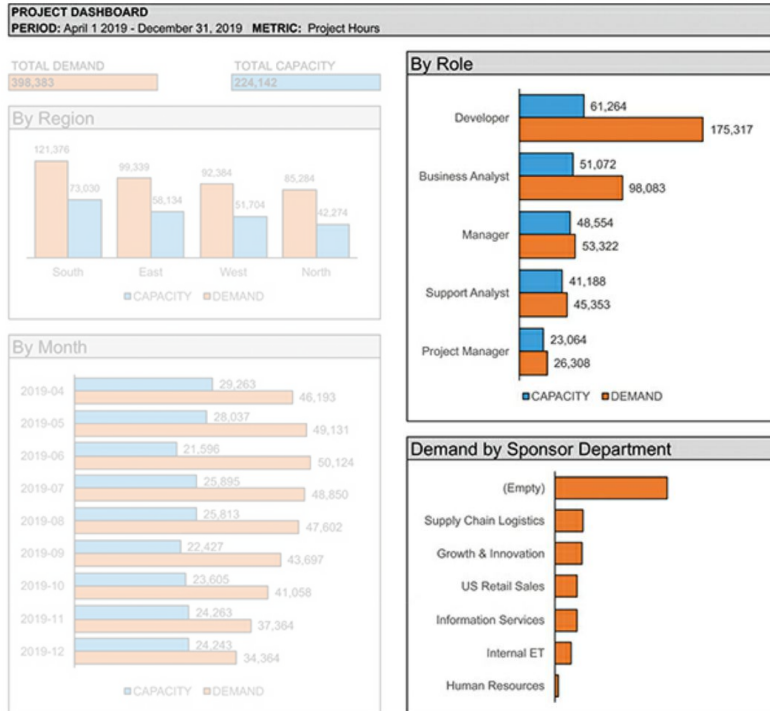 PROJECT DASHBOARD
PERIOD: April 1 2019 - December 31, 2019 METRIC: Project Hours
TOTAL DEMAND
398,383
TOTAL CAPACITY
224,142
By Region
121,376
73,030
99,339
58,134
92,384
51,704
85,284
42,274
South
East
West
North
CAPACITY DEMAND
By Month
2019-04
29,263
46,193
2019-05
28,037
49,131
2019-06
21,596
50,124
2019-07
25,895
48,850
2019-08
25,813
47,602
2019-09
22,427
43,697
2019-10
23,605
41,058
2019-11
24,263
37,364
2019-12
24,243
34,364
CAPACITY DEMAND
By Role
Developer
61,264
175,317
Business Analyst
51,072
98,083
Manager
48,554
53,322
Support Analyst
41,188
45,353
Project Manager
23,064
26,308
CAPACITY DEMAND
Demand by Sponsor Department
(Empty)
Supply Chain Logistics
Growth & Innovation
US Retail Sales
Information Services
Internal ET
Human Resources